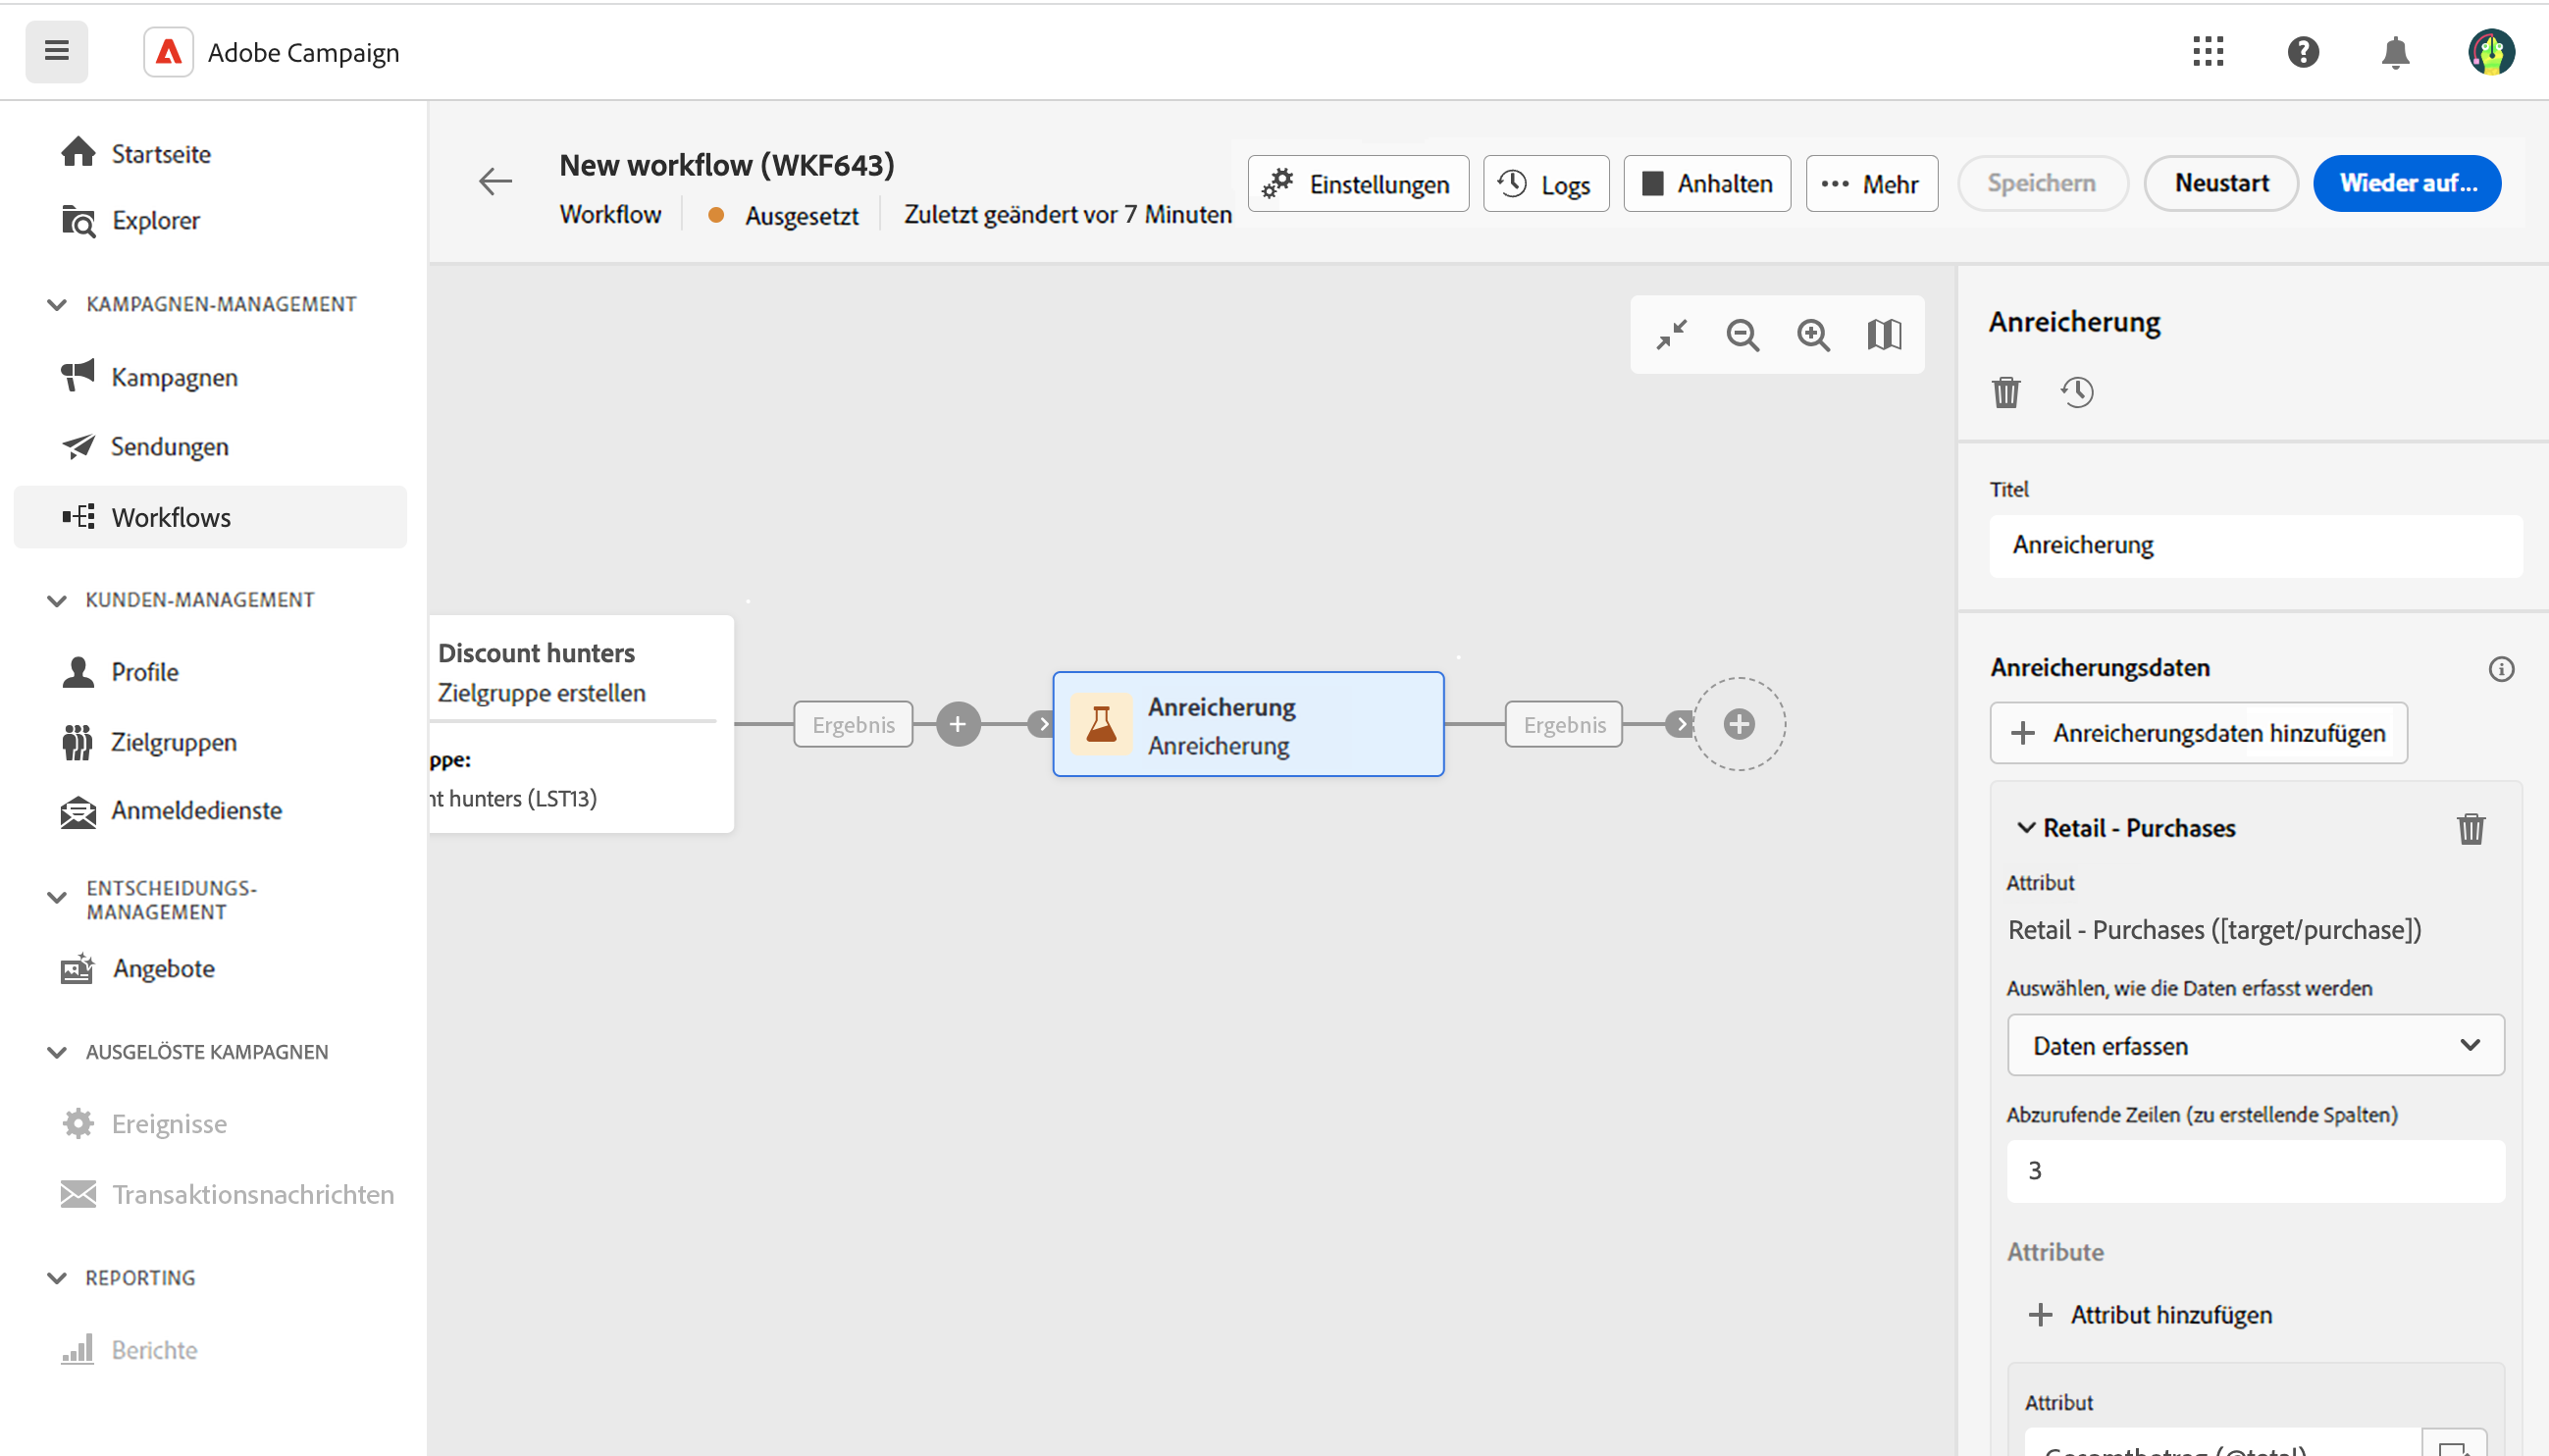 Adobe Campaign
Startseite
Explorer
KAMPAGNEN-MANAGEMENT
Kampagnen
Sendungen
Workflows
KUNDEN-MANAGEMENT
Profile
Zielgruppen
Anmeldedienste
ENTSCHEIDUNGS-
MANAGEMENT
Angebote
AUSGELÖSTE KAMPAGNEN
Ereignisse
Transaktionsnachrichten
REPORTING
Berichte
New workflow (WKF643)
Workflow
Ausgesetzt
Zuletzt geändert vor 7 Minuten
Einstellungen
Logs
Anhalten
Mehr
Speichern
Neustart
Wieder auf...
Discount hunters
Zielgruppe erstellen
ppe:
nt hunters (LST13)
Ergebnis
Anreicherung
Anreicherung
Ergebnis
Anreicherung
Titel
Anreicherung
Anreicherungsdaten
Anreicherungsdaten hinzufügen
Retail - Purchases
Attribut
Retail - Purchases ([target/purchase])
Auswählen, wie die Daten erfasst werden
Daten erfassen
Abzurufende Zeilen (zu erstellende Spalten)
3
Attribute
Attribut hinzufügen
Attribut
Gesamtbetrag (@total)